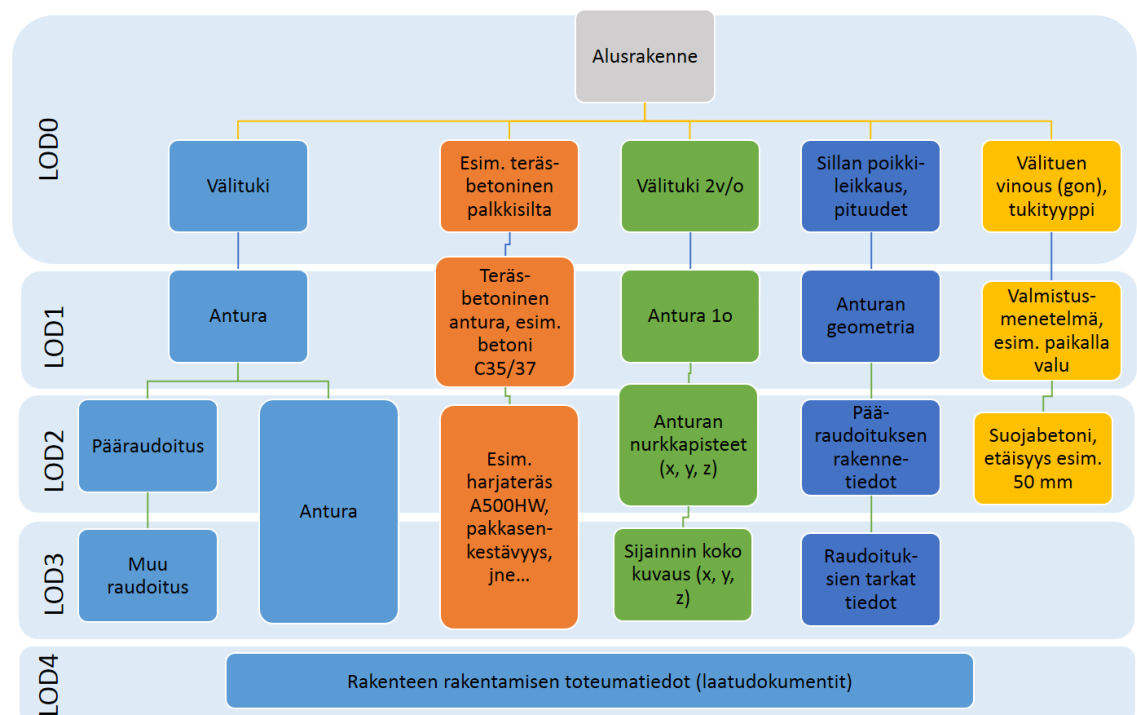 Alusrakenne
LOD0
Välituki
Esim. teräs-
betoninen
palkkisilta
Välituki 2v/o
Sillan poikki-
leikkaus,
pituudet
Välituen
vinous (gon),
tukityyppi
LOD1
Antura
Teräs-
betoninen
antura, esim.
betoni
C35/37
Antura 1o
Anturan
geometria
Valmistus-
menetelmä,
esim. paikalla
valu
LOD2
Pääraudoitus
Antura
Esim.
harjateräs
A500HW,
pakkasen-
kestävyys,
jne...
Anturan
nurkkapisteet
(x, y, z)
Pää-
raudoituksen
rakenne-
tiedot
Suojabetoni,
etäisyys esim.
50 mm
LOD3
Muu
raudoitus
Sijainnin koko
kuvaus (x, y,
z)
Raudoituk-
sien tarkat
tiedot
LOD4
Rakenteen rakentamisen toteumatiedot (laatudokumentit)